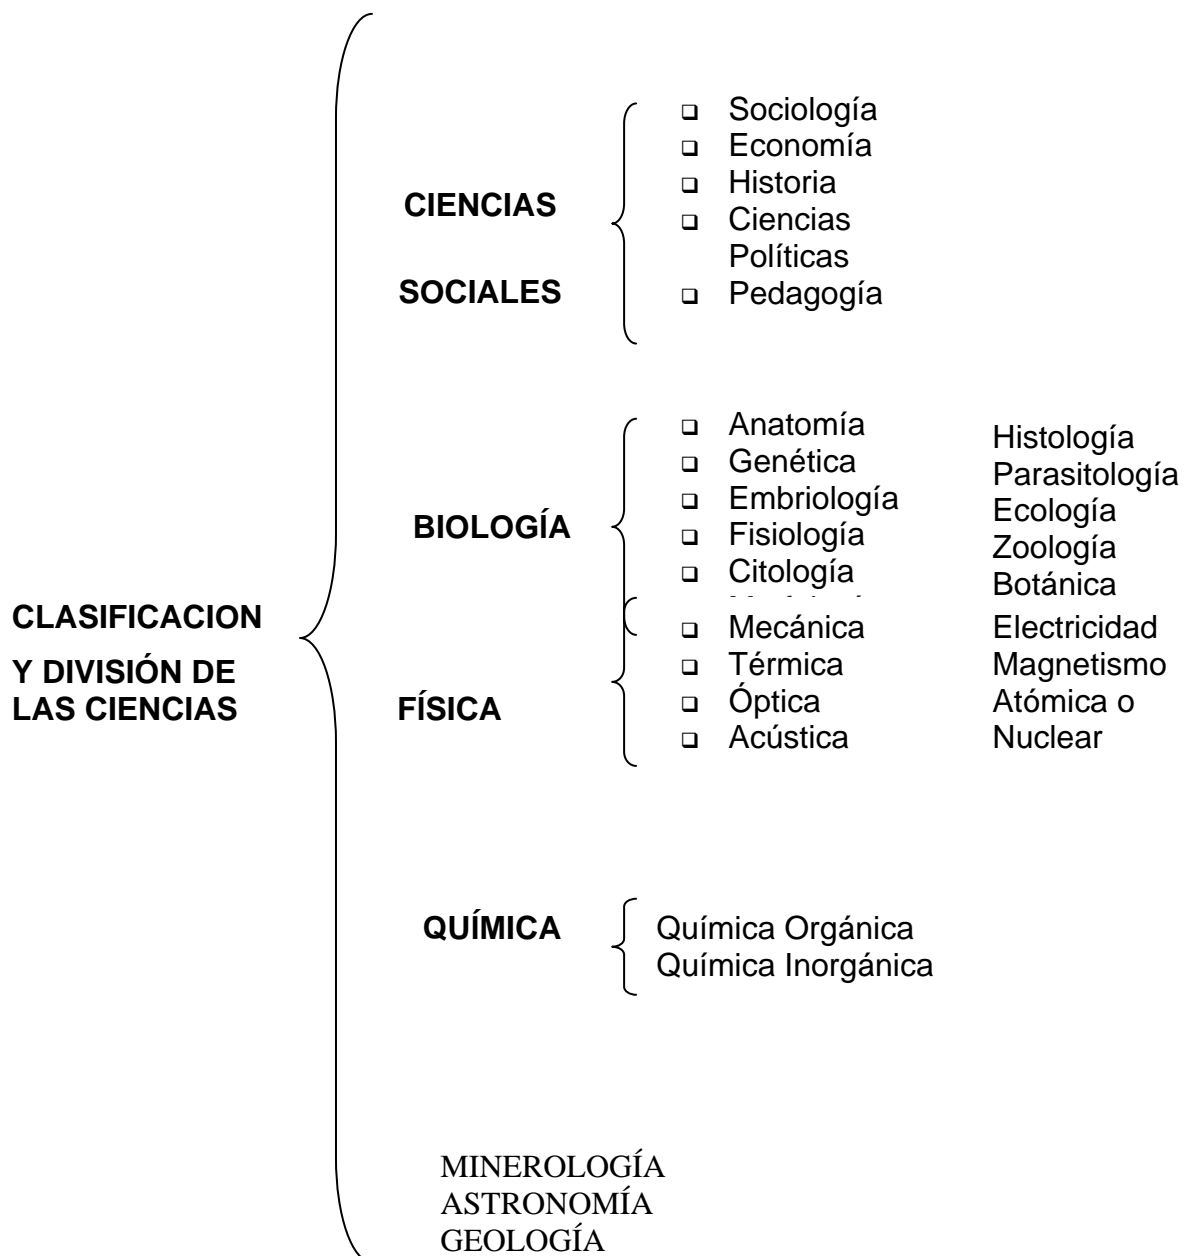 CIENCIAS
SOCIALES
❑ Sociología
❑ Economía
❑ Historia
❑ Ciencias
Políticas
❑ Pedagogía
BIOLOGÍA
❑ Anatomía
❑ Genética
❑ Embriología
❑ Fisiología
❑ Citología
Histología
Parasitología
Ecología
Zoología
Botánica
CLASIFICACION
Y DIVISIÓN DE
LAS CIENCIAS
FÍSICA
❑ Mecánica
❑ Térmica
❑ Óptica
❑ Acústica
Electricidad
Magnetismo
Atómica o
Nuclear
QUÍMICA
Química Orgánica
Química Inorgánica
MINEROLOGÍA
ASTRONOMÍA
GEOLOGÍA